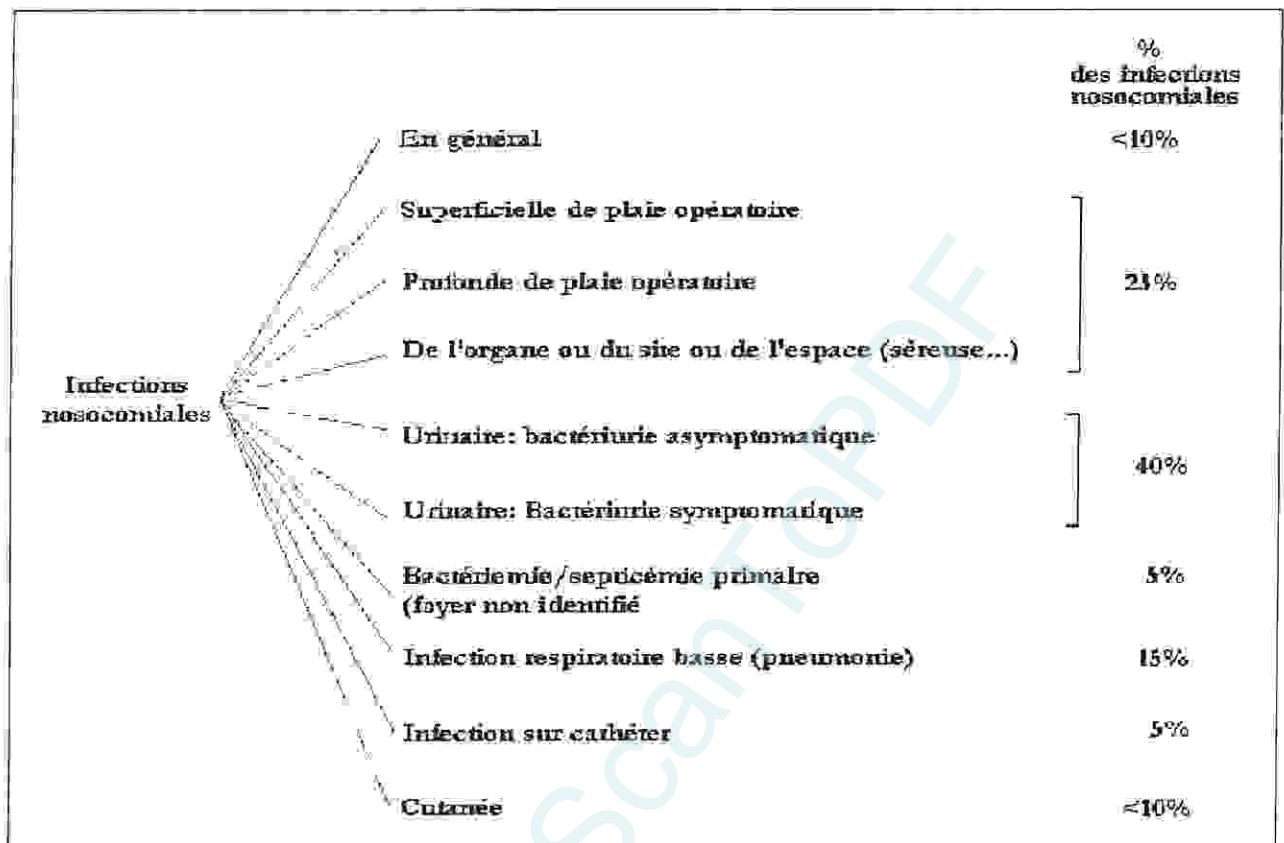 %
des infections
nosocomiales
En général <10%
Superficielle de plaie opératoire
Profonde de plaie opératoire 25%
De l'organe ou du site ou de l'espace (séreuse...)
Infections
nosocomiales
Urinaire: bactériurie asymptomatique
40%
Urinaire: Bactériurie symptomatique
Bactériemie/septicémie primaire 5%
(foyer non identifié
Infection respiratoire basse (pneumonie) 15%
Infection sur cathéter 5%
Cutanée <10%
ScanToPDF